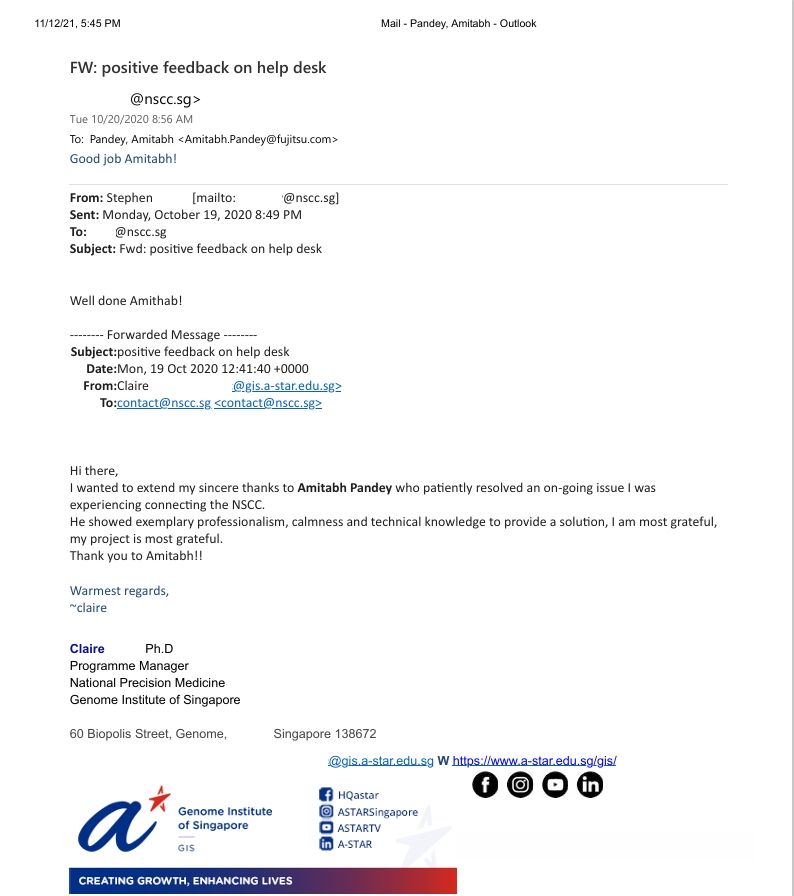 11/12/21, 5:45 PM Mail - Pandey, Amitabh - Outlook
FW: positive feedback on help desk
@nscc.sg>
Tue 10/20/2020 8:56 AM
To: Pandey, Amitabh <Amitabh.Pandey@fujitsu.com>
Good job Amitabh!
From: Stephen [mailto: @nscc.sg]
Sent: Monday, October 19, 2020 8:49 PM
To: @nscc.sg
Subject: Fwd: positive feedback on help desk
Well done Amithab!
-------- Forwarded Message --------
Subject:positive feedback on help desk
Date:Mon, 19 Oct 2020 12:41:40 +0000
From:Claire @gis.a-star.edu.sg>
To:contact@nscc.sg <contact@nscc.sg>
Hi there,
I wanted to extend my sincere thanks to Amitabh Pandey who patiently resolved an on-going issue I was
experiencing connecting the NSCC.
He showed exemplary professionalism, calmness and technical knowledge to provide a solution, I am most grateful,
my project is most grateful.
Thank you to Amitabh!!
Warmest regards,
~claire
Claire Ph.D
Programme Manager
National Precision Medicine
Genome Institute of Singapore
60 Biopolis Street, Genome, Singapore 138672
@gis.a-star.edu.sg W https://www.a-star.edu.sg/gis/
Genome Institute
of Singapore
GIS
HQastar
ASTARSingapore
ASTARTV
A-STAR
CREATING GROWTH, ENHANCING LIVES